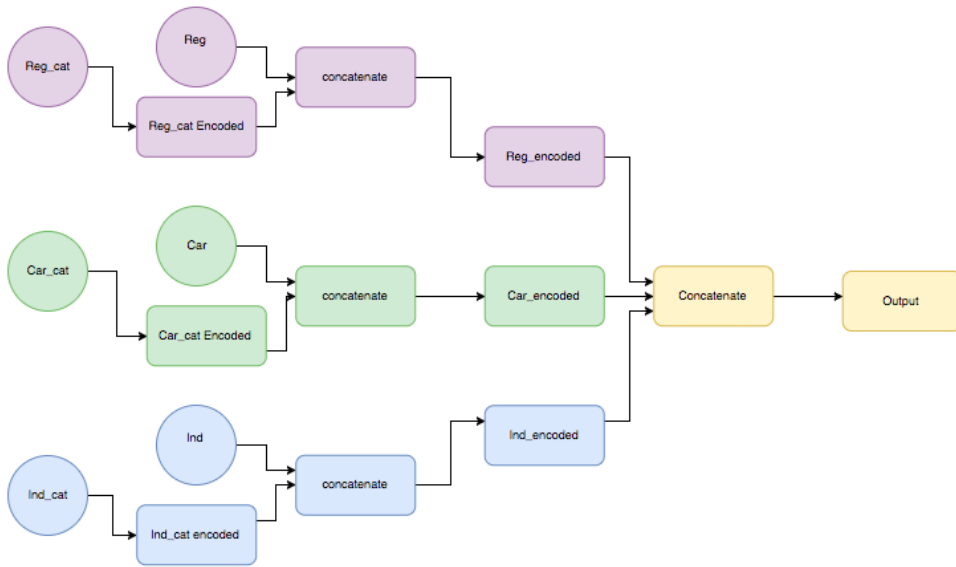 Reg
Reg_cat
concatenate
Reg_cat Encoded
Reg_encoded
Car
Car_cat
concatenate
Car_encoded
Concatenate
Output
Car_cat Encoded
Ind
Ind_encoded
Ind_cat
concatenate
Ind_cat encoded